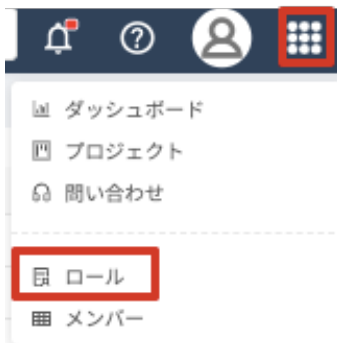 ダッシュボード
プロジェクト
問い合わせ
ロール
メンバー